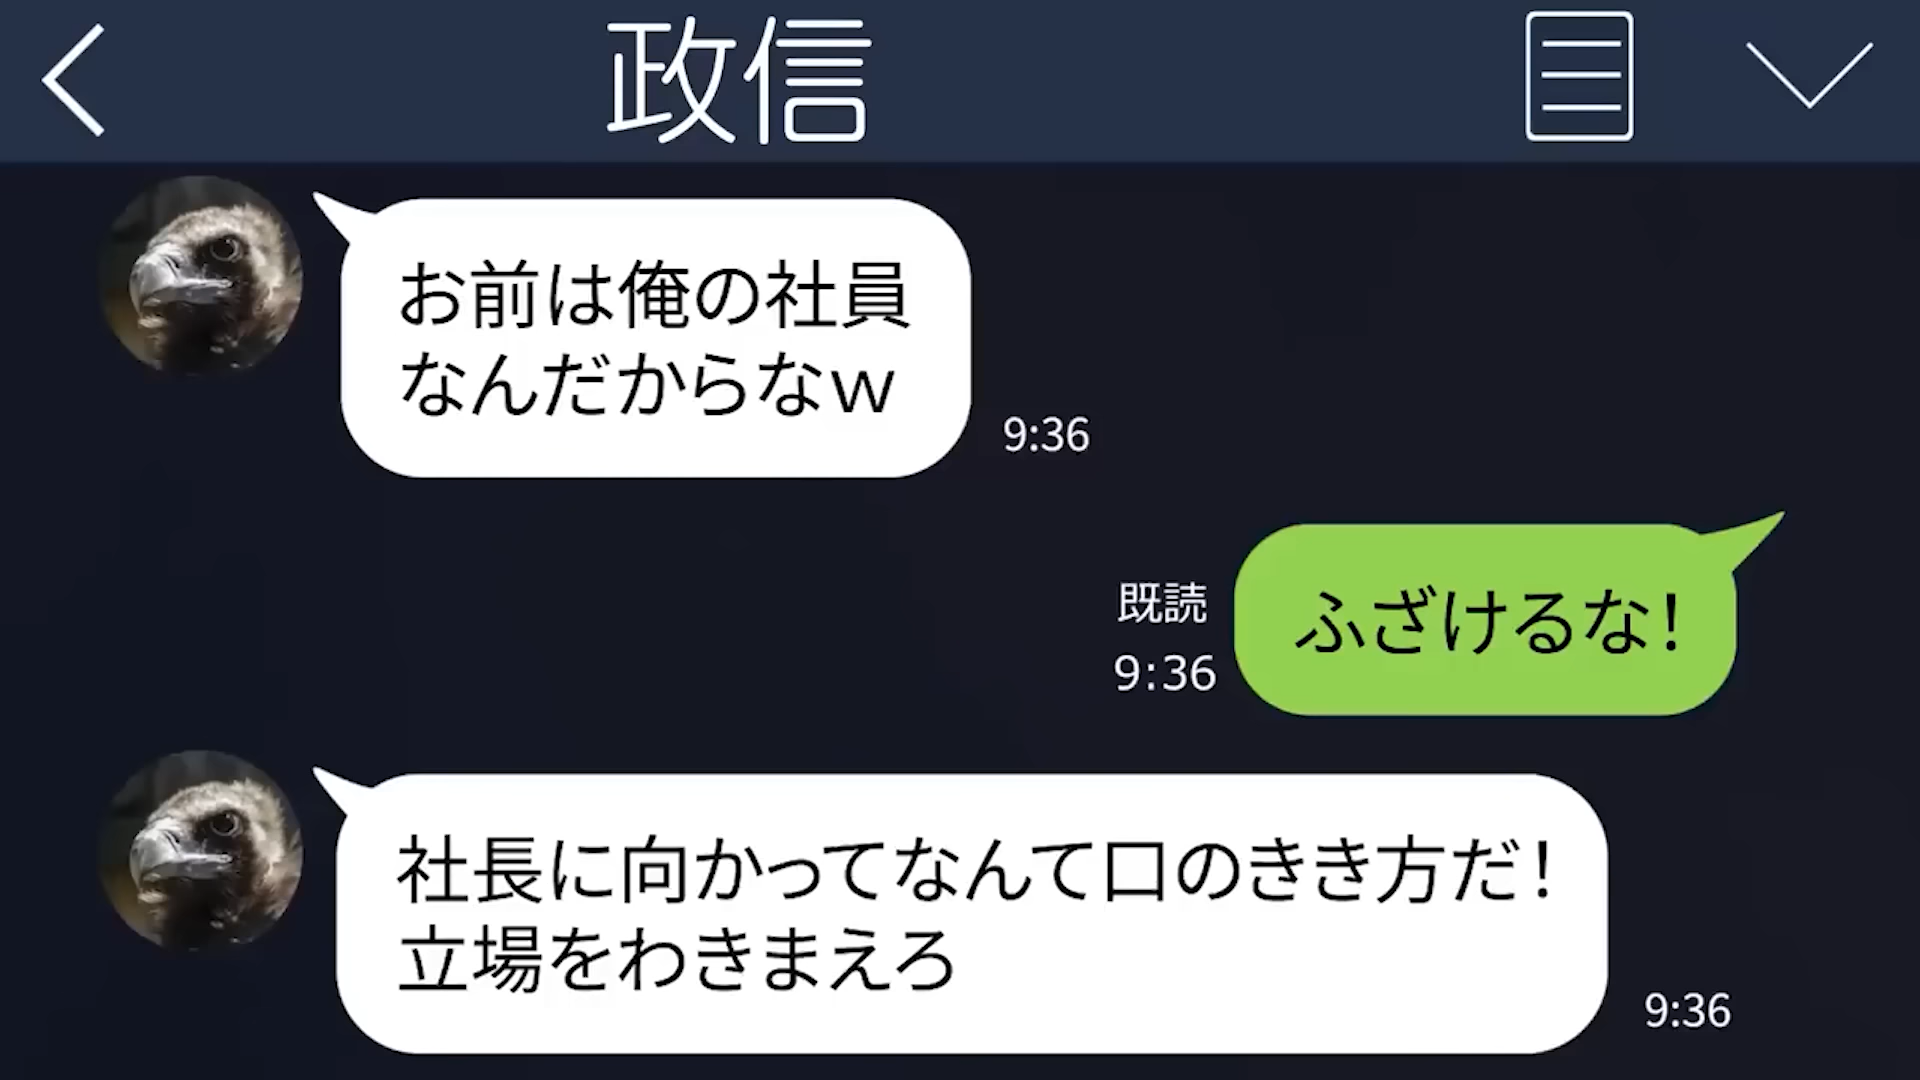 政信
お前は俺の社員
なんだからなｗ
9:36
ふざけるな！
既読
9:36
社長に向かってなんて口のきき方だ！
立場をわきまえろ
9:36